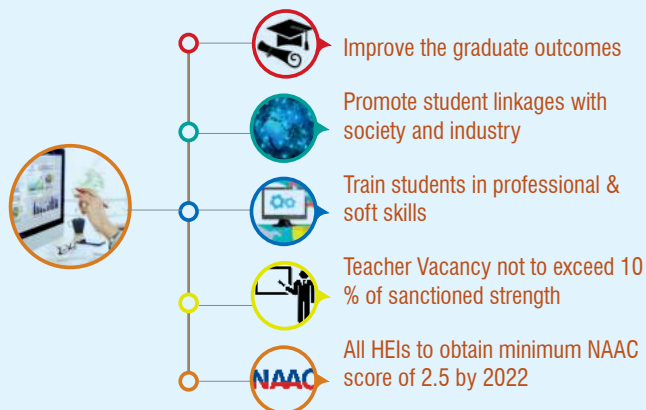 Improve the graduate outcomes
Promote student linkages with
society and industry
Train students in professional &
soft skills
Teacher Vacancy not to exceed 10
% of sanctioned strength
NAAC
All HEIs to obtain minimum NAAC
score of 2.5 by 2022